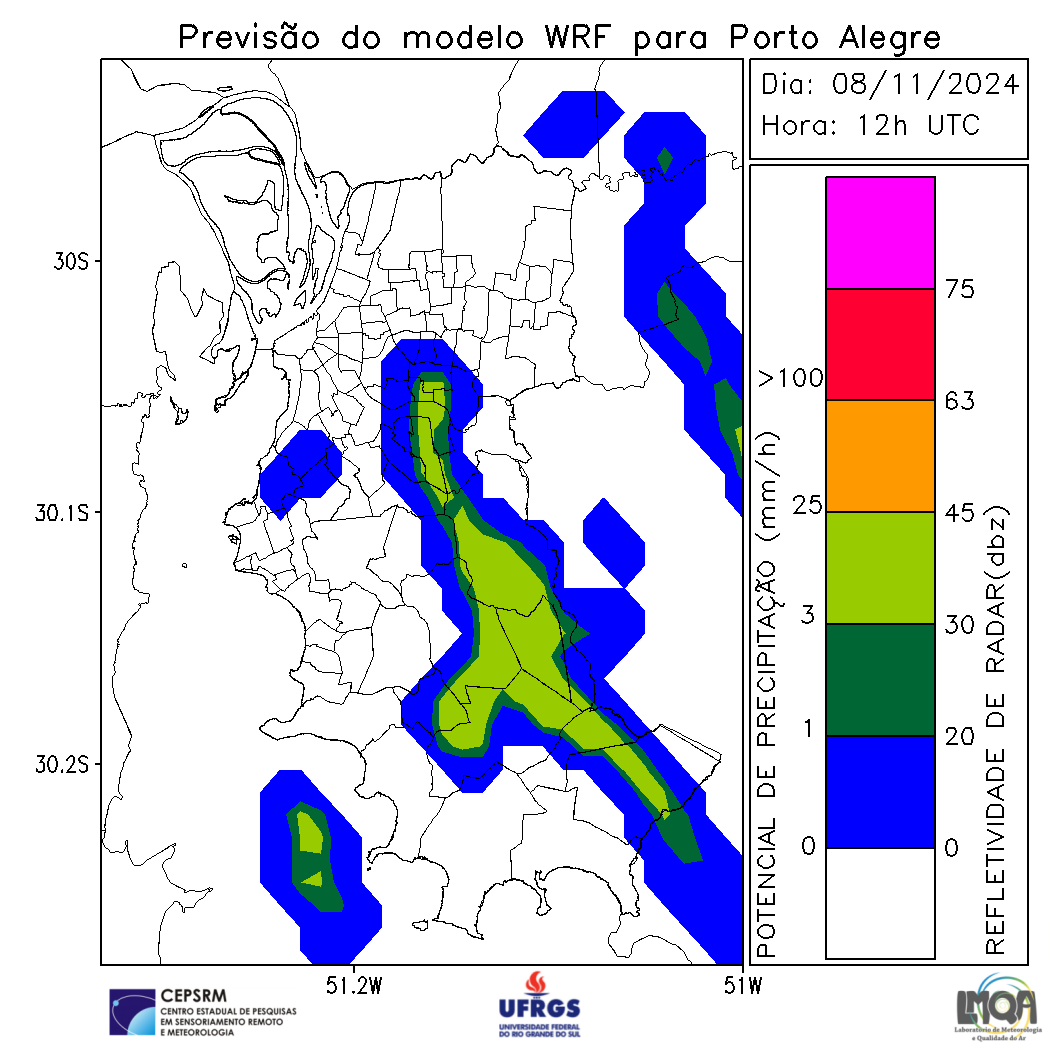 Previsão do modelo WRF para Porto Alegre
Dia: 08/11/2024
Hora: 12h UTC
30S
30.1S
30.2S
51.2W
51W
POTENCIAL DE PRECIPITAÇÃO (mm/h)
>100
25
3
1
0
75
63
45
30
20
0
REFLETIVIDADE DE RADAR(dbz)
CEPSRM
CENTRO ESTADUAL DE PESQUISAS
EM SENSORIAMENTO REMOTO
E METEOROLOGIA
UFRGS
UNIVERSIDADE FEDERAL
DO RIO GRANDE DO SUL
LMQA
Laboratório de Meteorologia
e Qualidade do Ar